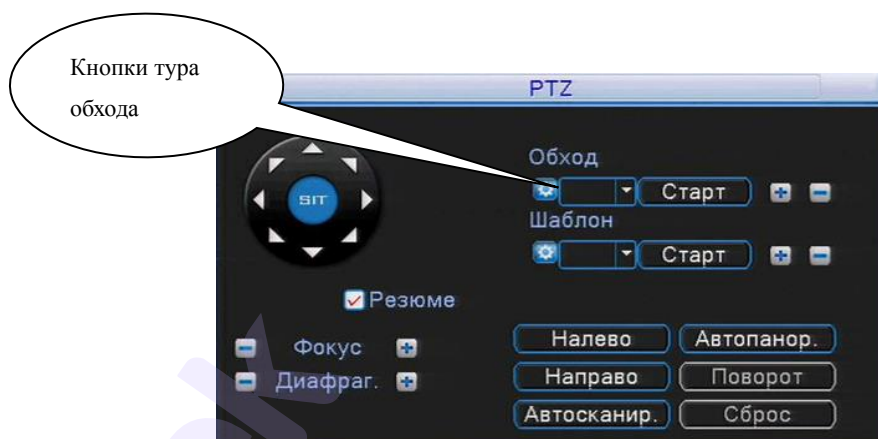 Кнопки тура
обхода
PTZ
Обход
SIT
Старт
Шаблон
Старт
Резюме
Фокус
Диафраг.
Налево
Автопанор.
Направо
Поворот
Автосканир.
Сброс